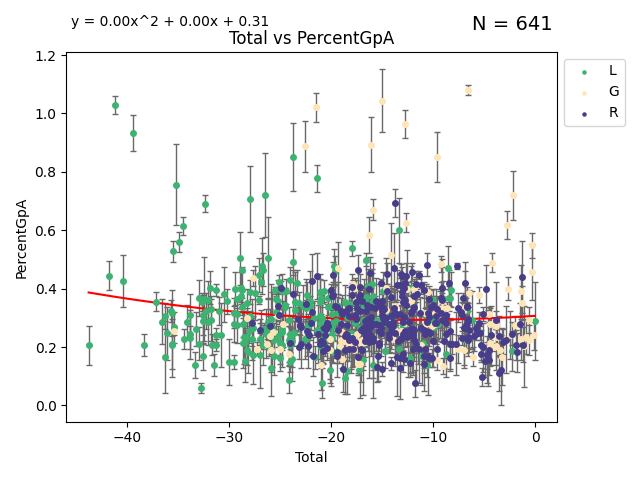 y = 0.00x^2 + 0.00x + 0.31
N = 641
Total vs PercentGpA
1.2
1.0
0.8
0.6
0.4
0.2
0.0
PercentGpA
−40
−30
−20
−10
0
Total
L
G
R